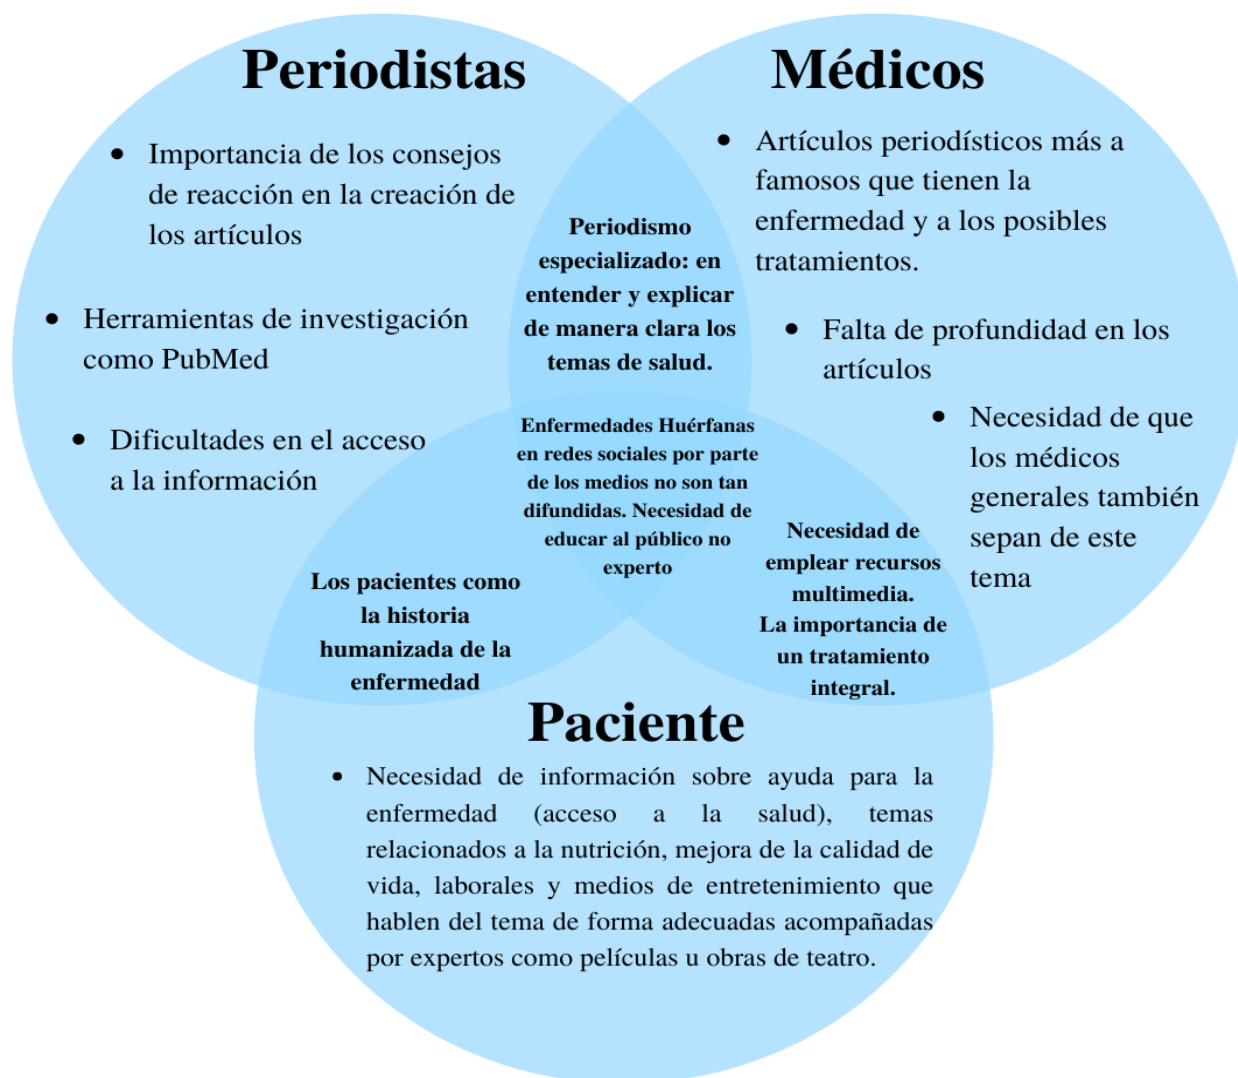 Periodistas
• Importancia de los consejos
de reacción en la creación de
los artículos
• Herramientas de investigación
como PubMed
• Dificultades en el acceso
a la información
Médicos
• Artículos periodísticos más a
famosos que tienen la
enfermedad y a los posibles
tratamientos.
• Falta de profundidad en los
artículos
• Necesidad de que
los médicos
generales también
sepan de este
tema
Periodismo
especializado: en
entender y explicar
de manera clara los
temas de salud.
Enfermedades Huérfanas
en redes sociales por parte
de los medios no son tan
difundidas. Necesidad de
educar al público no
experto
Los pacientes como
la historia
humanizada de la
enfermedad
Necesidad de
emplear recursos
multimedia.
La importancia de
un tratamiento
integral.
Paciente
• Necesidad de información sobre ayuda para la
enfermedad (acceso a la salud), temas
relacionados a la nutrición, mejora de la calidad de
vida, laborales y medios de entretenimiento que
hablen del tema de forma adecuadas acompañadas
por expertos como películas u obras de teatro.